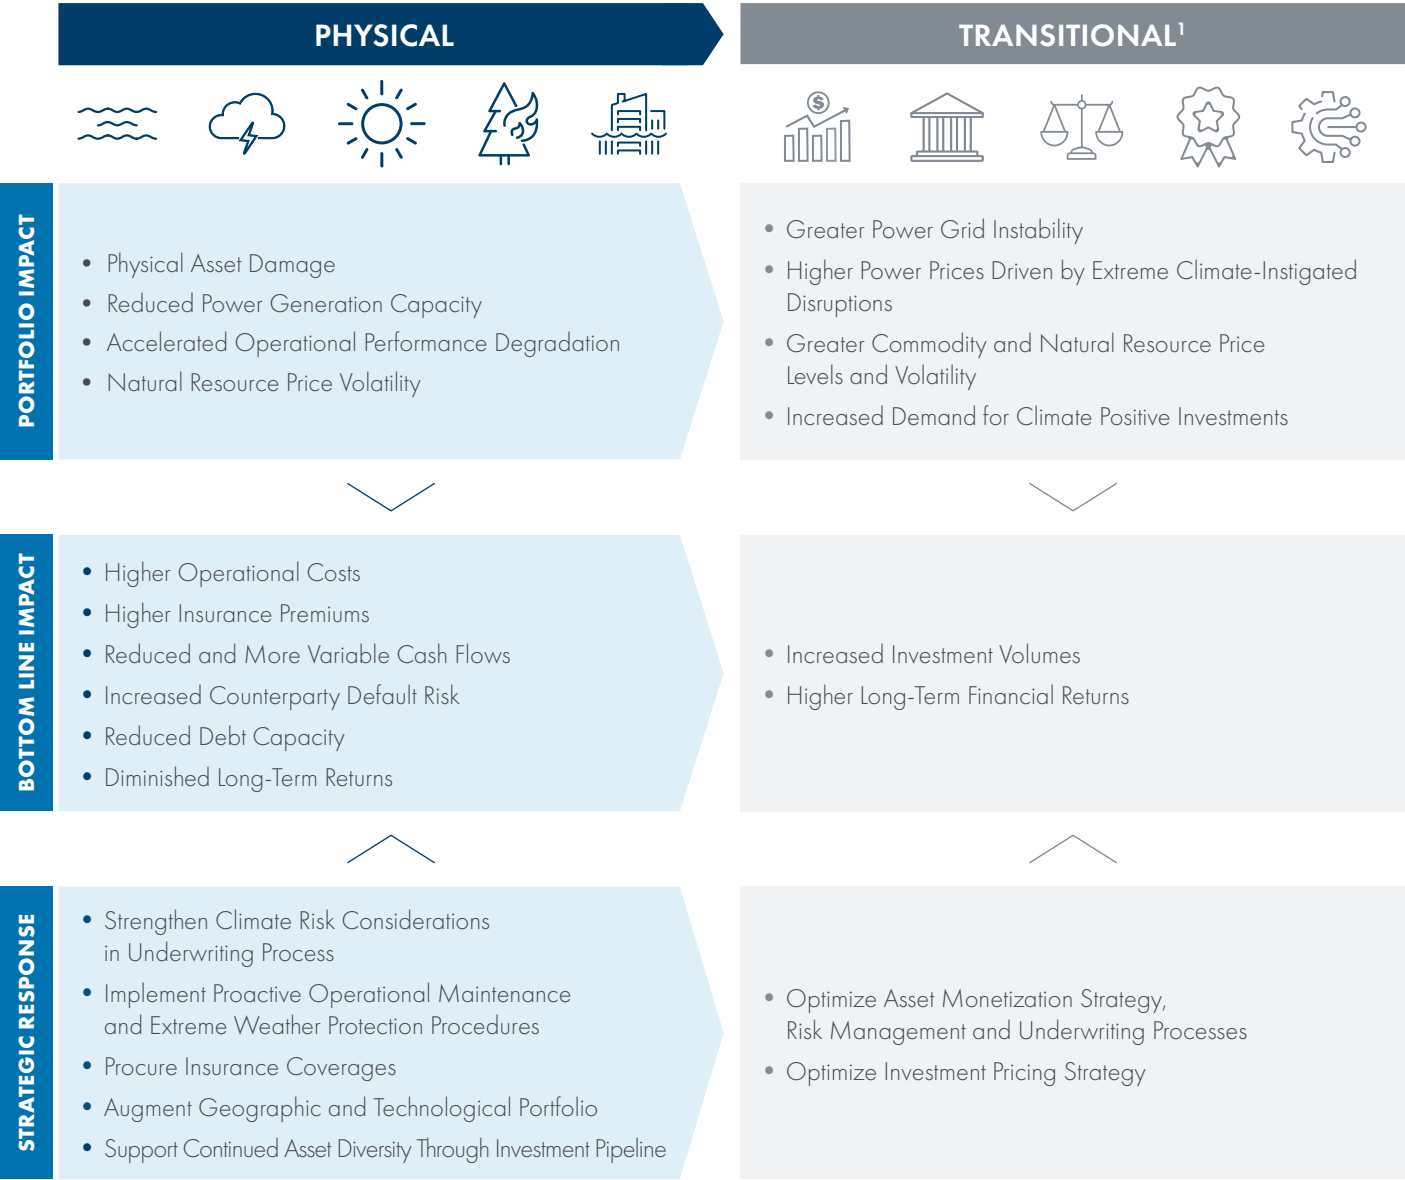 PHYSICAL
TRANSITIONAL¹
$
PORTFOLIO IMPACT
• Physical Asset Damage
• Reduced Power Generation Capacity
• Accelerated Operational Performance Degradation
• Natural Resource Price Volatility
• Greater Power Grid Instability
• Higher Power Prices Driven by Extreme Climate-Instigated
Disruptions
• Greater Commodity and Natural Resource Price
Levels and Volatility
• Increased Demand for Climate Positive Investments
BOTTOM LINE IMPACT
• Higher Operational Costs
• Higher Insurance Premiums
• Reduced and More Variable Cash Flows
• Increased Counterparty Default Risk
• Reduced Debt Capacity
• Diminished Long-Term Returns
• Increased Investment Volumes
• Higher Long-Term Financial Returns
STRATEGIC RESPONSE
• Strengthen Climate Risk Considerations
in Underwriting Process
• Implement Proactive Operational Maintenance
and Extreme Weather Protection Procedures
• Procure Insurance Coverages
• Augment Geographic and Technological Portfolio
• Support Continued Asset Diversity Through Investment Pipeline
• Optimize Asset Monetization Strategy,
Risk Management and Underwriting Processes
• Optimize Investment Pricing Strategy